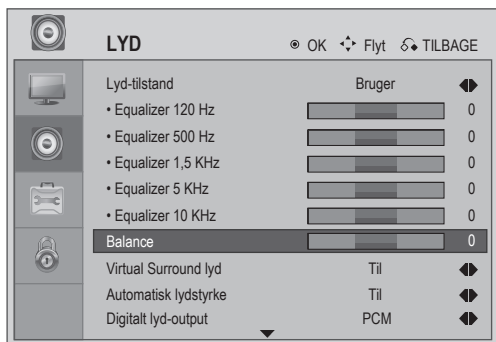 LYD ⊙ OK Flyt TILBAGE
Lyd-tilstand Bruger
• Equalizer 120 Hz 0
• Equalizer 500 Hz 0
• Equalizer 1,5 KHz 0
• Equalizer 5 KHz 0
• Equalizer 10 KHz 0
Balance 0
Virtual Surround lyd Til
Automatisk lydstyrke Til
Digitalt lyd-output PCM